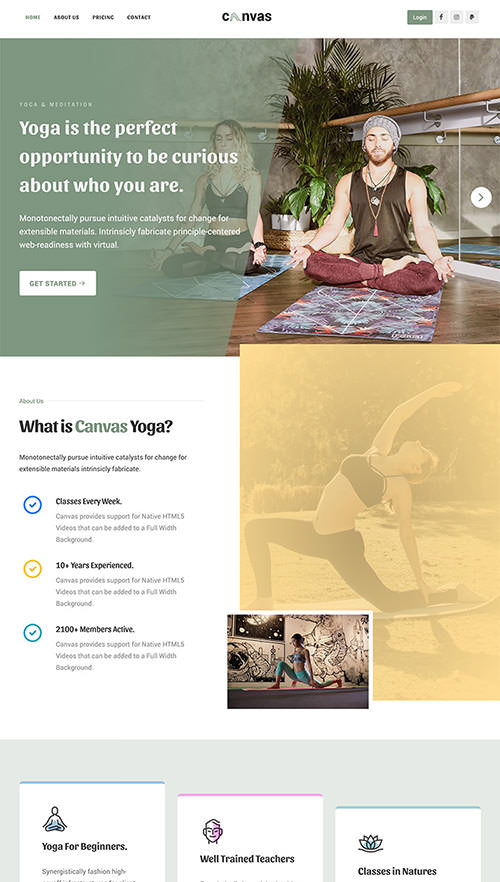 HOME ABOUT US PRICING CONTACT
canvas
Login
YOGA & MEDITATION
Yoga is the perfect
opportunity to be curious
about who you are.
Monotonectally pursue intuitive catalysts for change for
extensible materials. Intrinsicly fabricate principle-centered
web-readiness with virtual.
GET STARTED
About Us
What is Canvas Yoga?
Monotonectally pursue intuitive catalysts for change for
extensible materials intrinsicly fabricate.
Classes Every Week.
Canvas provides support for Native HTML5
Videos that can be added to a Full Width
Background.
10+ Years Experienced.
Canvas provides support for Native HTML5
Videos that can be added to a Full Width
Background.
2100+ Members Active.
Canvas provides support for Native HTML5
Videos that can be added to a Full Width
Background.
Yoga For Beginners.
Synergistically fashion high-
Well Trained Teachers
Classes in Natures